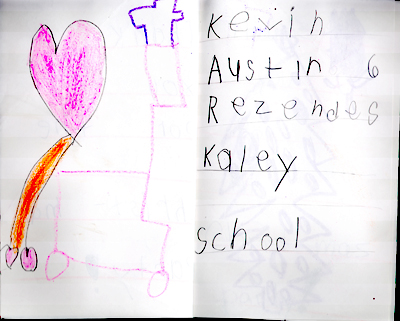 Kevin
Austin 6
Rezendes
Kaley
school